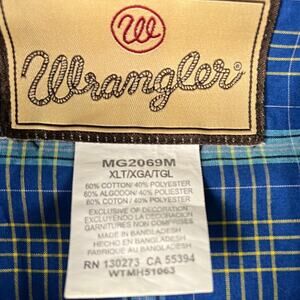 W
Wrangler®
MG2069M
XLT/XGA/TGL
60% COTTON/ 40% POLYESTER
60% ALGODON/ 40% POLYESTER
60% COTON/ 40% POLYESTER
EXCLUSIVE OF DECORATION
EXCLUYENDO LA DECORACION
GARNITURES NON COMPRISES
MADE IN BANGLADESH
HECHO EN BANGLADESH
FABRIQUE AU BANGLADESH
RN 130273 CA 55394
WTMH51063